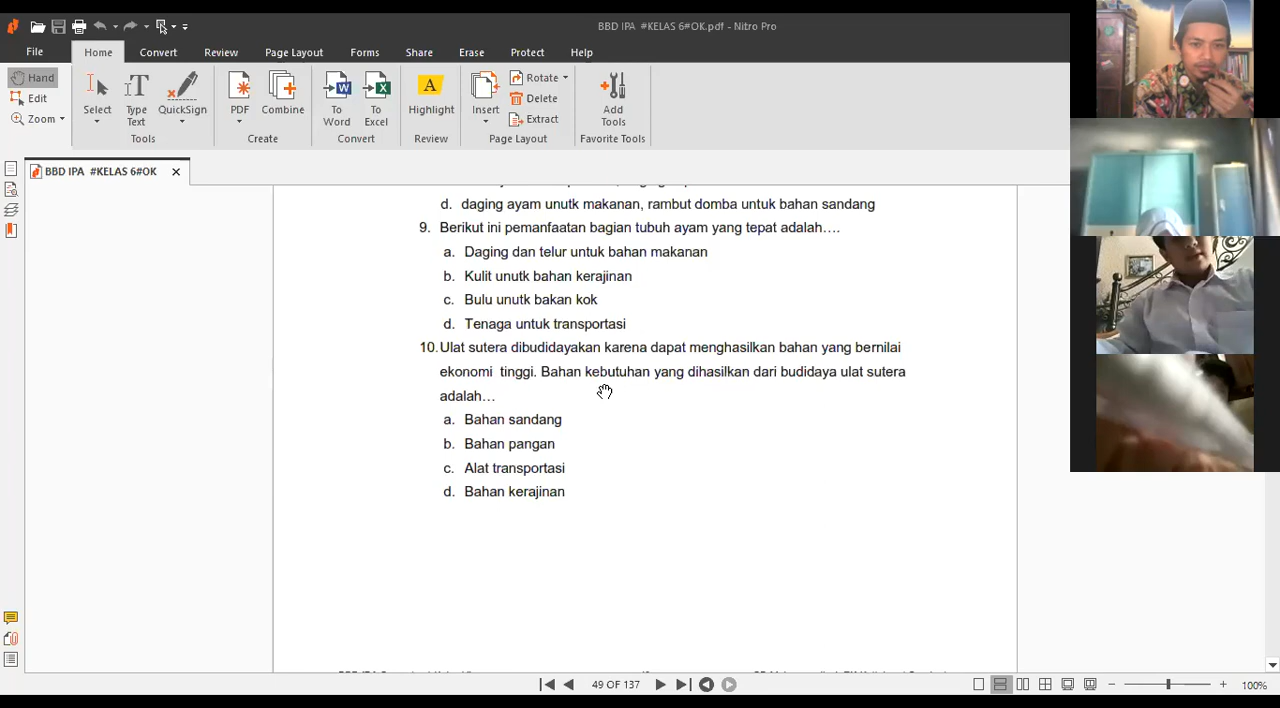 BBD IPA #KELAS 6#OK.pdf - Nitro Pro
File Home Convert Review Page Layout Forms Share Erase Protect Help
Hand
Edit
Zoom
Select
Type Text
QuickSign
Tools
PDF
Combine
Create
To Word
To Excel
Convert
Highlight
Review
Insert
Rotate
Delete
Extract
Page Layout
Add Tools
Favorite Tools
BBD IPA #KELAS 6#OK
d. daging ayam unutk makanan, rambut domba untuk bahan sandang
9. Berikut ini pemanfaatan bagian tubuh ayam yang tepat adalah….
a. Daging dan telur untuk bahan makanan
b. Kulit unutk bahan kerajinan
c. Bulu unutk bakan kok
d. Tenaga untuk transportasi
10. Ulat sutera dibudidayakan karena dapat menghasilkan bahan yang bernilai
ekonomi tinggi. Bahan kebutuhan yang dihasilkan dari budidaya ulat sutera
adalah…
a. Bahan sandang
b. Bahan pangan
c. Alat transportasi
d. Bahan kerajinan
49 OF 137
100%